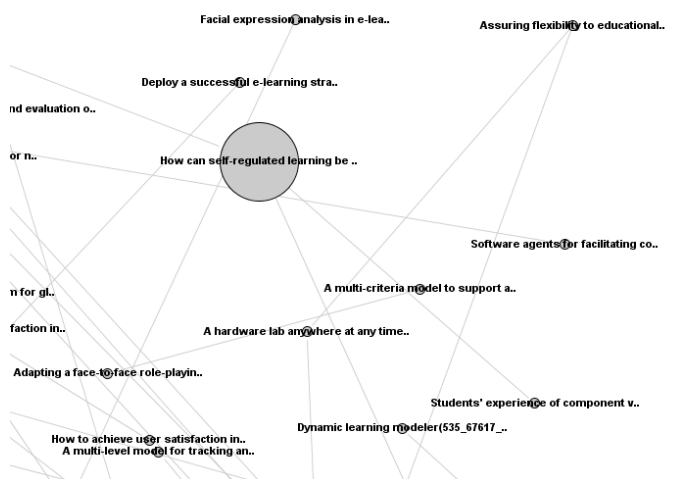 Facial expression analysis in e-lea..
Assuring flexibility to educational..
Deploy a successful e-learning stra..
nd evaluation o..
or n..
How can self-regulated learning be ..
Software agents for facilitating co..
A multi-criteria model to support a..
m for gl..
faction in..
A hardware lab anywhere at any time..
Adapting a face-to-face role-playin..
Students' experience of component v..
Dynamic learning modeler(535_67617_..
How to achieve user satisfaction in..
A multi-level model for tracking an..